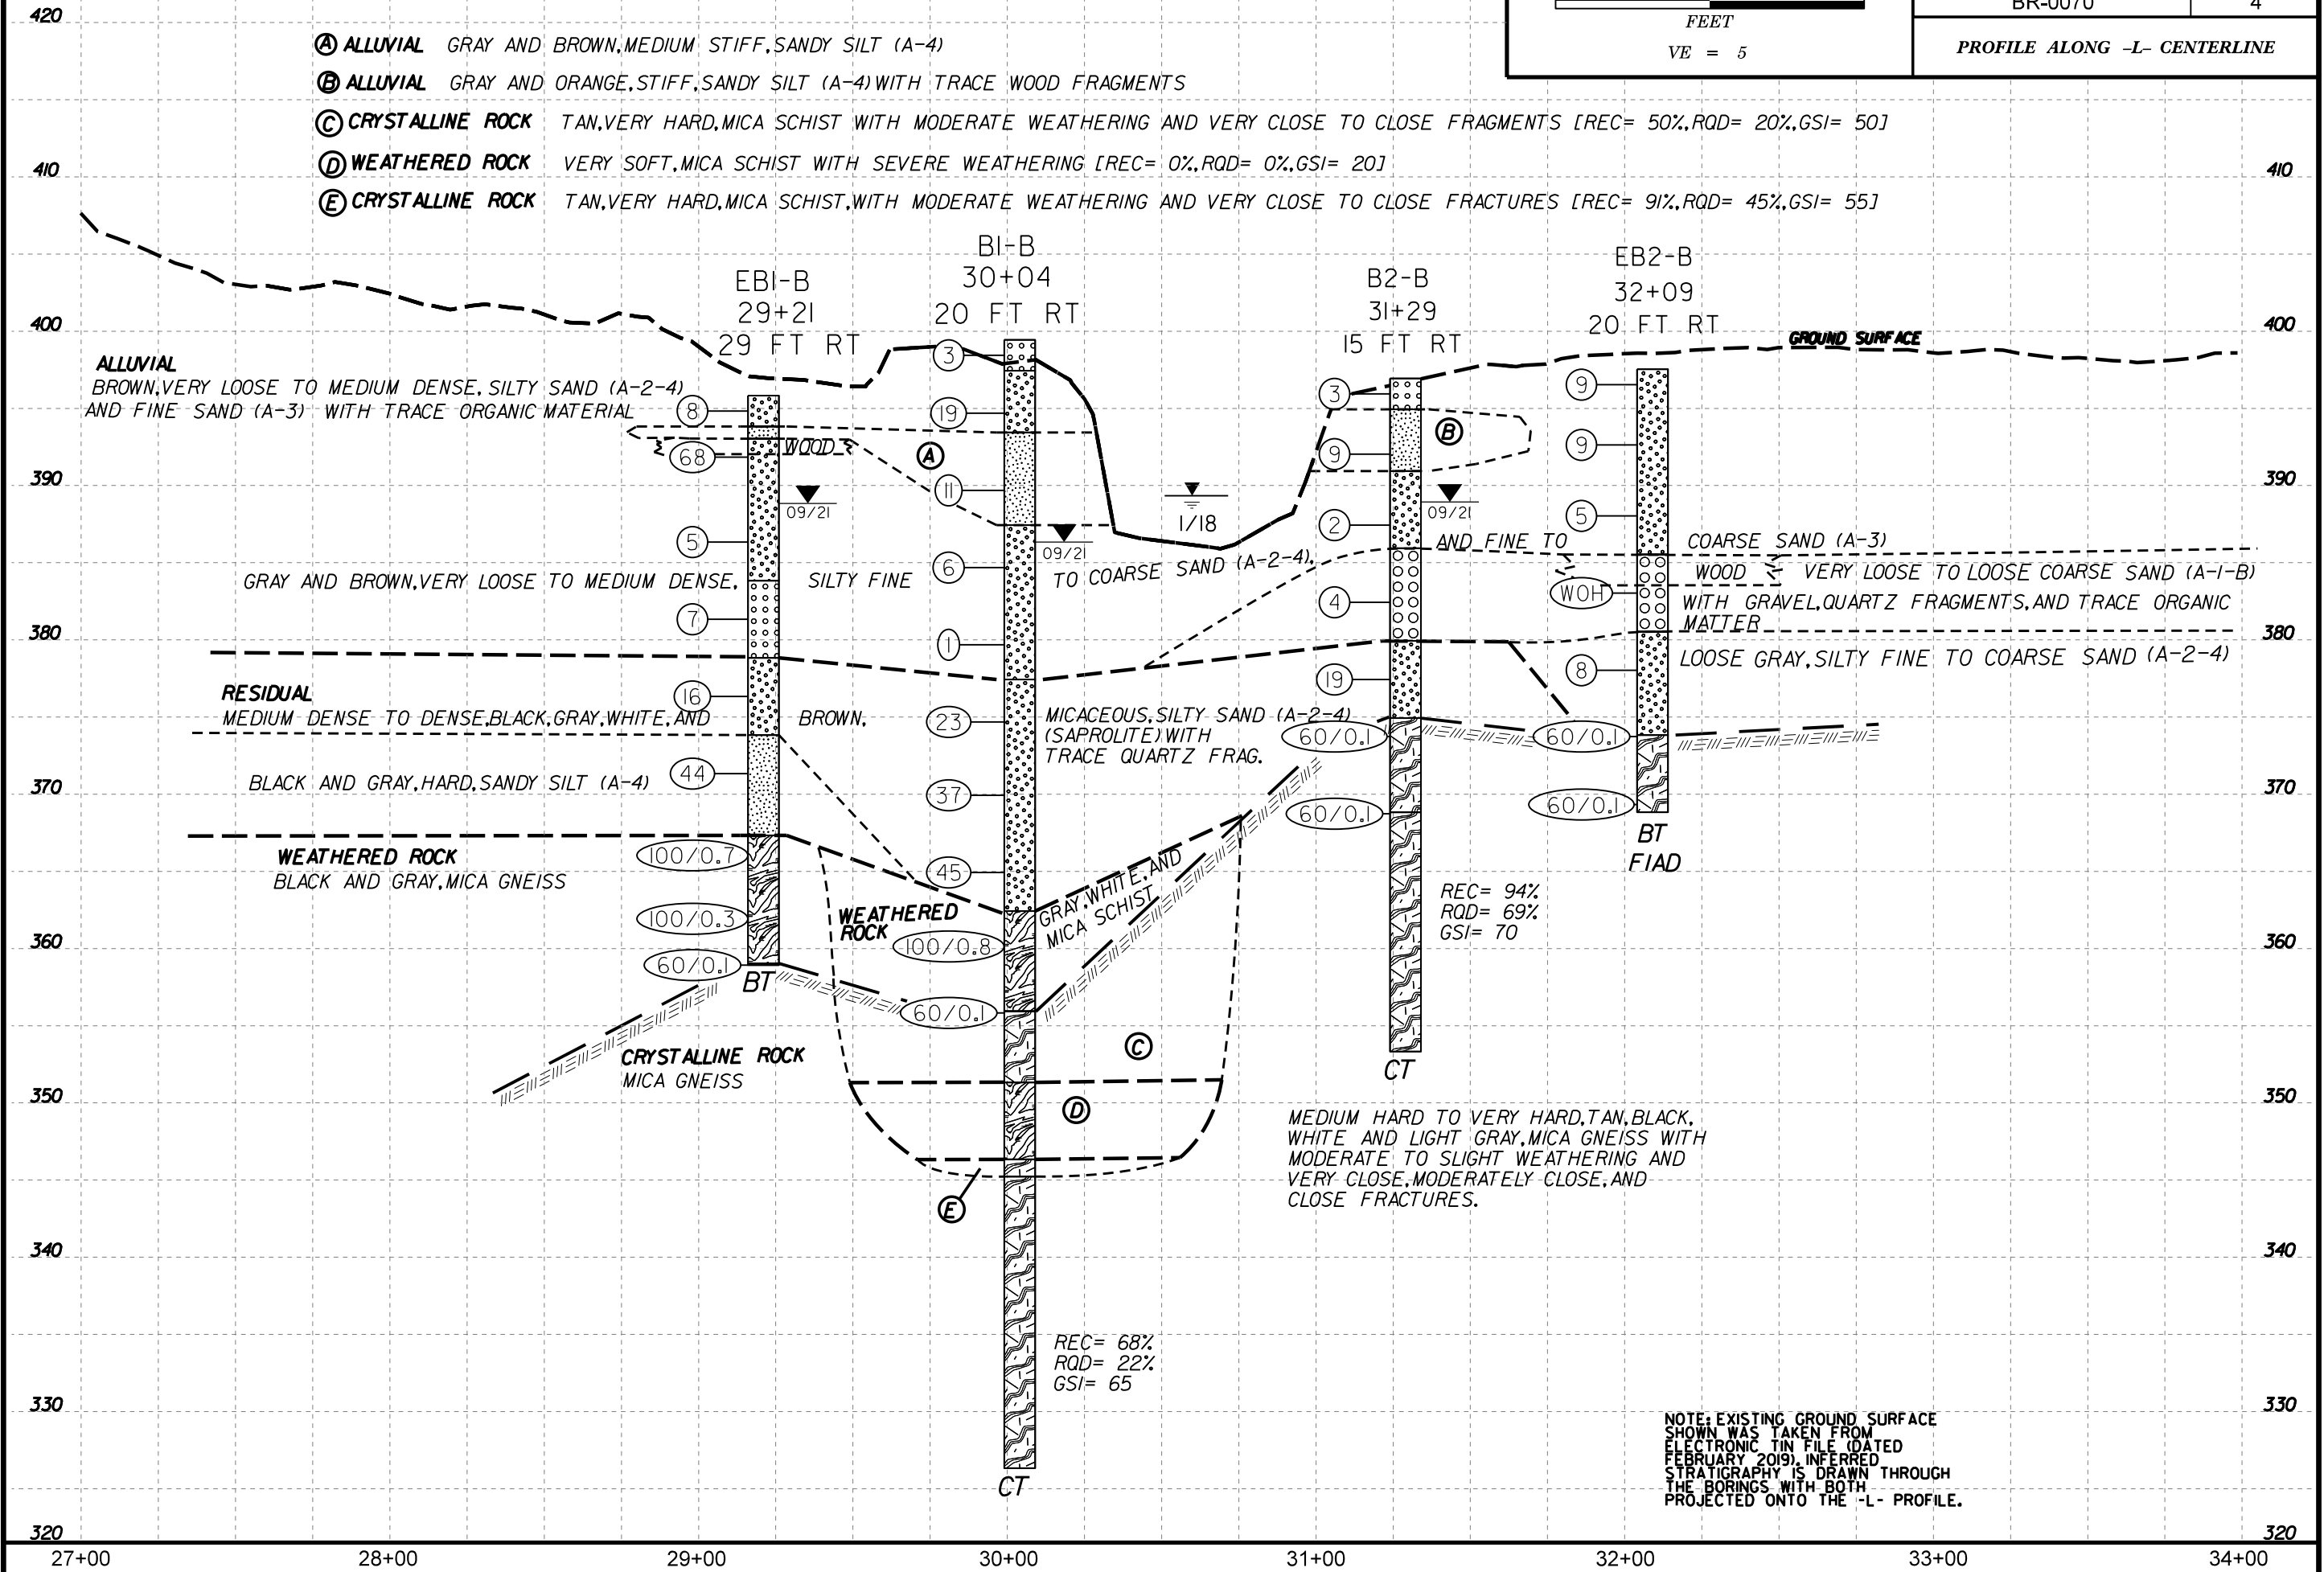 420
FEET
VE = 5
BR-0070
4
PROFILE ALONG -L- CENTERLINE
A ALLUVIAL GRAY AND BROWN, MEDIUM STIFF, SANDY SILT (A-4)
B ALLUVIAL GRAY AND ORANGE, STIFF, SANDY SILT (A-4) WITH TRACE WOOD FRAGMENTS
C CRYSTALLINE ROCK TAN, VERY HARD, MICA SCHIST WITH MODERATE WEATHERING AND VERY CLOSE TO CLOSE FRAGMENTS [REC= 50%, RQD= 20%, GSI= 50]
D WEATHERED ROCK VERY SOFT, MICA SCHIST WITH SEVERE WEATHERING [REC= 0%, RQD= 0%, GSI= 20]
410
410
E CRYSTALLINE ROCK TAN, VERY HARD, MICA SCHIST, WITH MODERATE WEATHERING AND VERY CLOSE TO CLOSE FRACTURES [REC= 91%, RQD= 45%, GSI= 55]
EB1-B
29+21
29 FT RT
B1-B
30+04
20 FT RT
B2-B
31+29
15 FT RT
EB2-B
32+09
20 FT RT
400
400
GROUND SURFACE
ALLUVIAL
BROWN, VERY LOOSE TO MEDIUM DENSE, SILTY SAND (A-2-4)
AND FINE SAND (A-3) WITH TRACE ORGANIC MATERIAL
8
68
5
7
16
44
100/0.7
100/0.3
60/0.1
BT
WOOD
09/21
3
19
11
6
1
23
37
45
100/0.8
60/0.1
CT
A
09/21
1/18
3
9
2
4
19
60/0.1
60/0.1
CT
B
09/21
9
9
5
WOH
8
60/0.1
60/0.1
BT
FIAD
390
390
GRAY AND BROWN, VERY LOOSE TO MEDIUM DENSE, SILTY FINE TO COARSE SAND (A-2-4), AND FINE TO COARSE SAND (A-3)
WOOD VERY LOOSE TO LOOSE COARSE SAND (A-1-B)
WITH GRAVEL, QUARTZ FRAGMENTS, AND TRACE ORGANIC
MATTER
380
380
LOOSE GRAY, SILTY FINE TO COARSE SAND (A-2-4)
RESIDUAL
MEDIUM DENSE TO DENSE, BLACK, GRAY, WHITE, AND BROWN, MICACEOUS, SILTY SAND (A-2-4)
(SAPROLITE) WITH
TRACE QUARTZ FRAG.
BLACK AND GRAY, HARD, SANDY SILT (A-4)
370
370
WEATHERED ROCK
BLACK AND GRAY, MICA GNEISS
WEATHERED
ROCK
GRAY, WHITE, AND
MICA SCHIST
REC= 94%
RQD= 69%
GSI= 70
360
360
CRYSTALLINE ROCK
MICA GNEISS
C
D
E
350
350
MEDIUM HARD TO VERY HARD, TAN, BLACK,
WHITE AND LIGHT GRAY, MICA GNEISS WITH
MODERATE TO SLIGHT WEATHERING AND
VERY CLOSE, MODERATELY CLOSE, AND
CLOSE FRACTURES.
340
340
REC= 68%
RQD= 22%
GSI= 65
330
330
NOTE: EXISTING GROUND SURFACE
SHOWN WAS TAKEN FROM
ELECTRONIC TIN FILE (DATED
FEBRUARY 2019). INFERRED
STRATIGRAPHY IS DRAWN THROUGH
THE BORINGS WITH BOTH
PROJECTED ONTO THE -L- PROFILE.
320
320
27+00
28+00
29+00
30+00
31+00
32+00
33+00
34+00